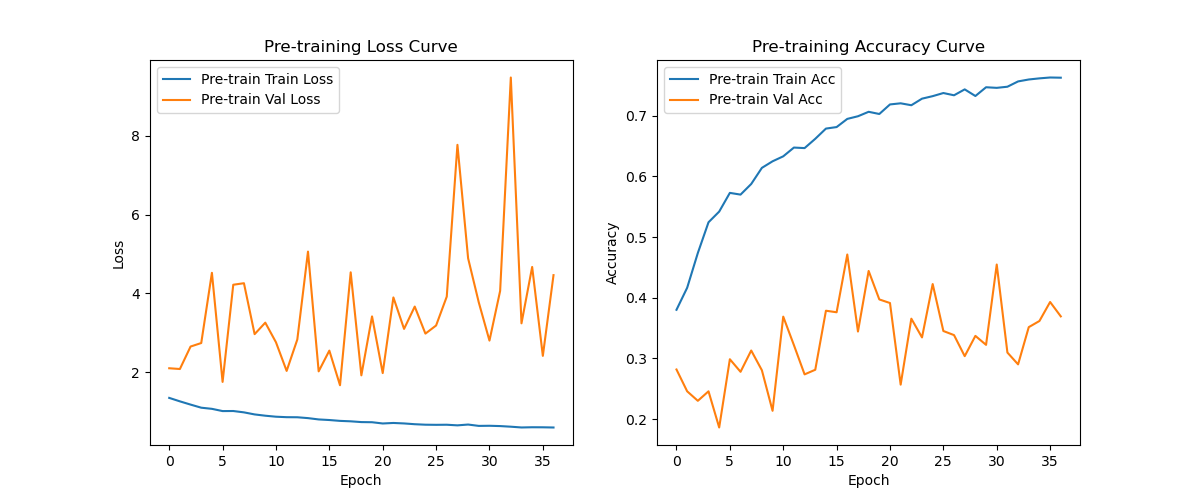 Pre-training Loss Curve
Pre-train Train Loss
Pre-train Val Loss
Loss
8
6
4
2
0 5 10 15 20 25 30 35
Epoch
Pre-training Accuracy Curve
Pre-train Train Acc
Pre-train Val Acc
Accuracy
0.7
0.6
0.5
0.4
0.3
0.2
0 5 10 15 20 25 30 35
Epoch